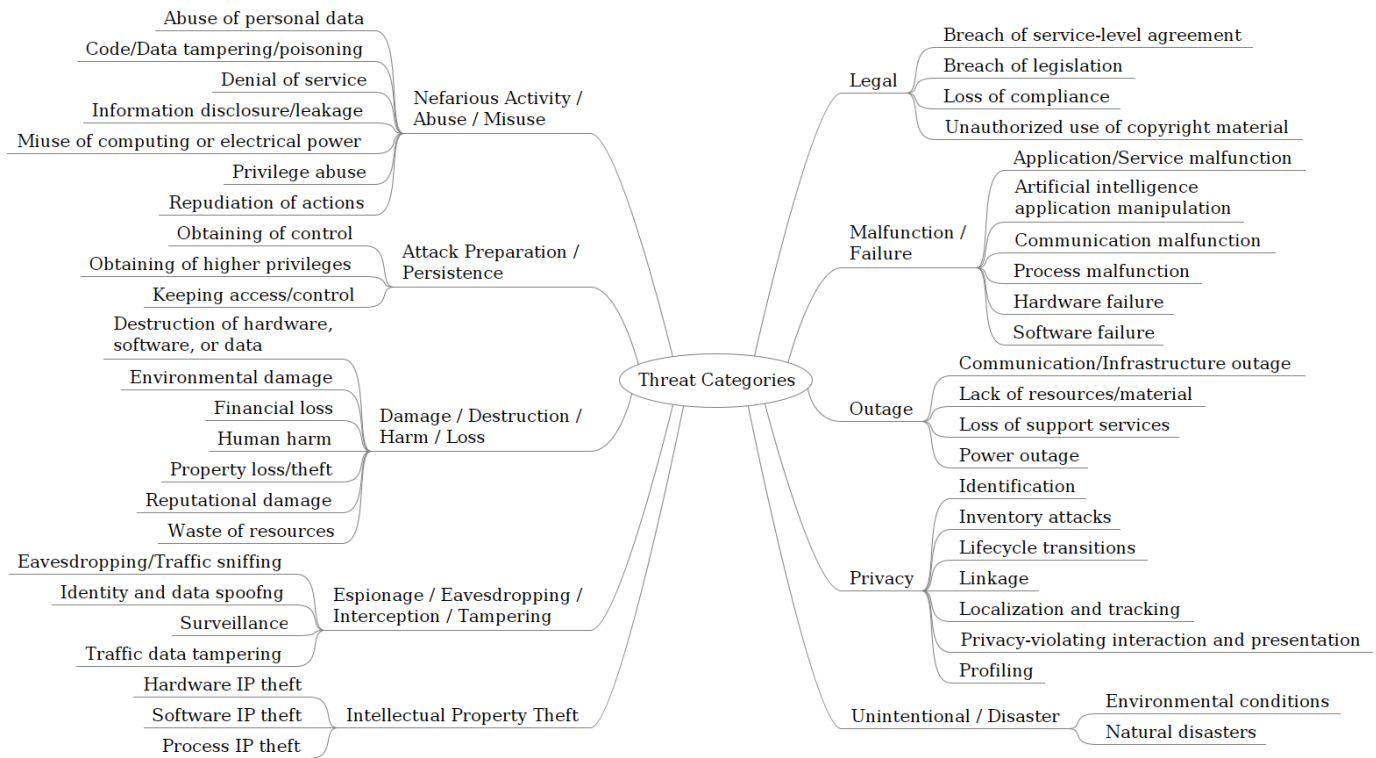 Abuse of personal data
Code/Data tampering/poisoning
Denial of service
Information disclosure/leakage
Miuse of computing or electrical power
Privilege abuse
Repudiation of actions
Nefarious Activity /
Abuse / Misuse
Obtaining of control
Obtaining of higher privileges
Keeping access/control
Attack Preparation /
Persistence
Destruction of hardware,
software, or data
Environmental damage
Financial loss
Human harm
Property loss/theft
Reputational damage
Waste of resources
Damage / Destruction /
Harm / Loss
Eavesdropping/Traffic sniffing
Identity and data spoofng
Surveillance
Traffic data tampering
Espionage / Eavesdropping /
Interception / Tampering
Hardware IP theft
Software IP theft
Process IP theft
Intellectual Property Theft
Threat Categories
Legal
Breach of service-level agreement
Breach of legislation
Loss of compliance
Unauthorized use of copyright material
Malfunction /
Failure
Application/Service malfunction
Artificial intelligence
application manipulation
Communication malfunction
Process malfunction
Hardware failure
Software failure
Outage
Communication/Infrastructure outage
Lack of resources/material
Loss of support services
Power outage
Privacy
Identification
Inventory attacks
Lifecycle transitions
Linkage
Localization and tracking
Privacy-violating interaction and presentation
Profiling
Unintentional / Disaster
Environmental conditions
Natural disasters